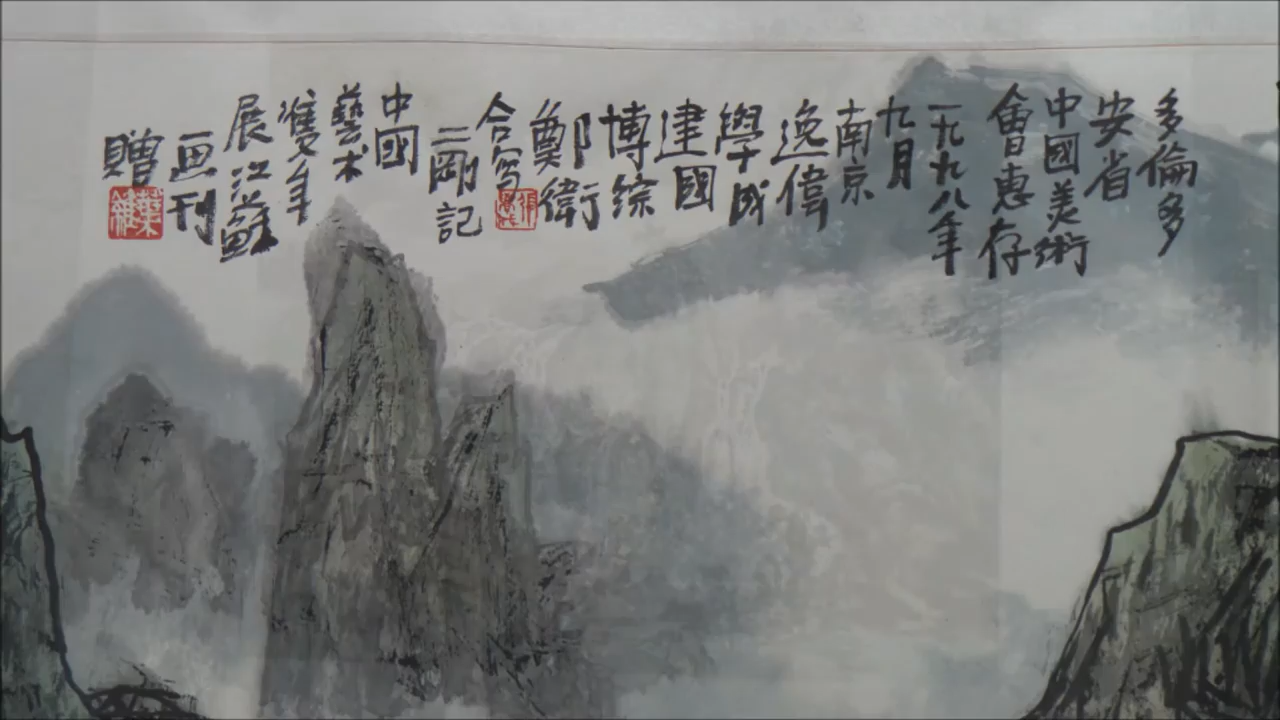 多倫多
安省
中國美術
會惠存
一九九八年
九月
南京
逸偉
學成
建國
博综
鄭衛
合寫
二剛記
中國
藝术
雙年
展江蘇
画刊
贈